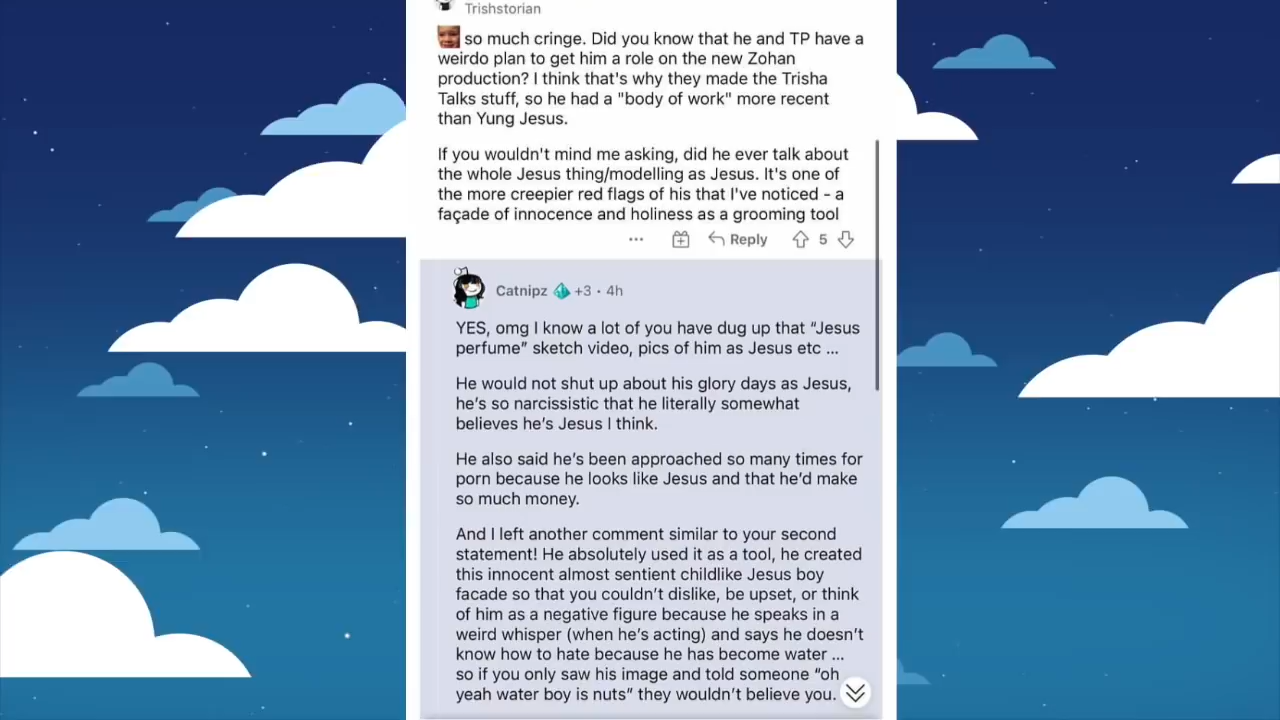 Trishstorian
so much cringe. Did you know that he and TP have a
weirdo plan to get him a role on the new Zohan
production? I think that's why they made the Trisha
Talks stuff, so he had a "body of work" more recent
than Yung Jesus.
If you wouldn't mind me asking, did he ever talk about
the whole Jesus thing/modelling as Jesus. It's one of
the more creepier red flags of his that I've noticed - a
façade of innocence and holiness as a grooming tool
... Reply 5
Catnipz +3 • 4h
YES, omg I know a lot of you have dug up that “Jesus
perfume” sketch video, pics of him as Jesus etc ...
He would not shut up about his glory days as Jesus,
he’s so narcissistic that he literally somewhat
believes he’s Jesus I think.
He also said he’s been approached so many times for
porn because he looks like Jesus and that he’d make
so much money.
And I left another comment similar to your second
statement! He absolutely used it as a tool, he created
this innocent almost sentient childlike Jesus boy
facade so that you couldn’t dislike, be upset, or think
of him as a negative figure because he speaks in a
weird whisper (when he’s acting) and says he doesn’t
know how to hate because he has become water ...
so if you only saw his image and told someone “oh
yeah water boy is nuts” they wouldn’t believe you.